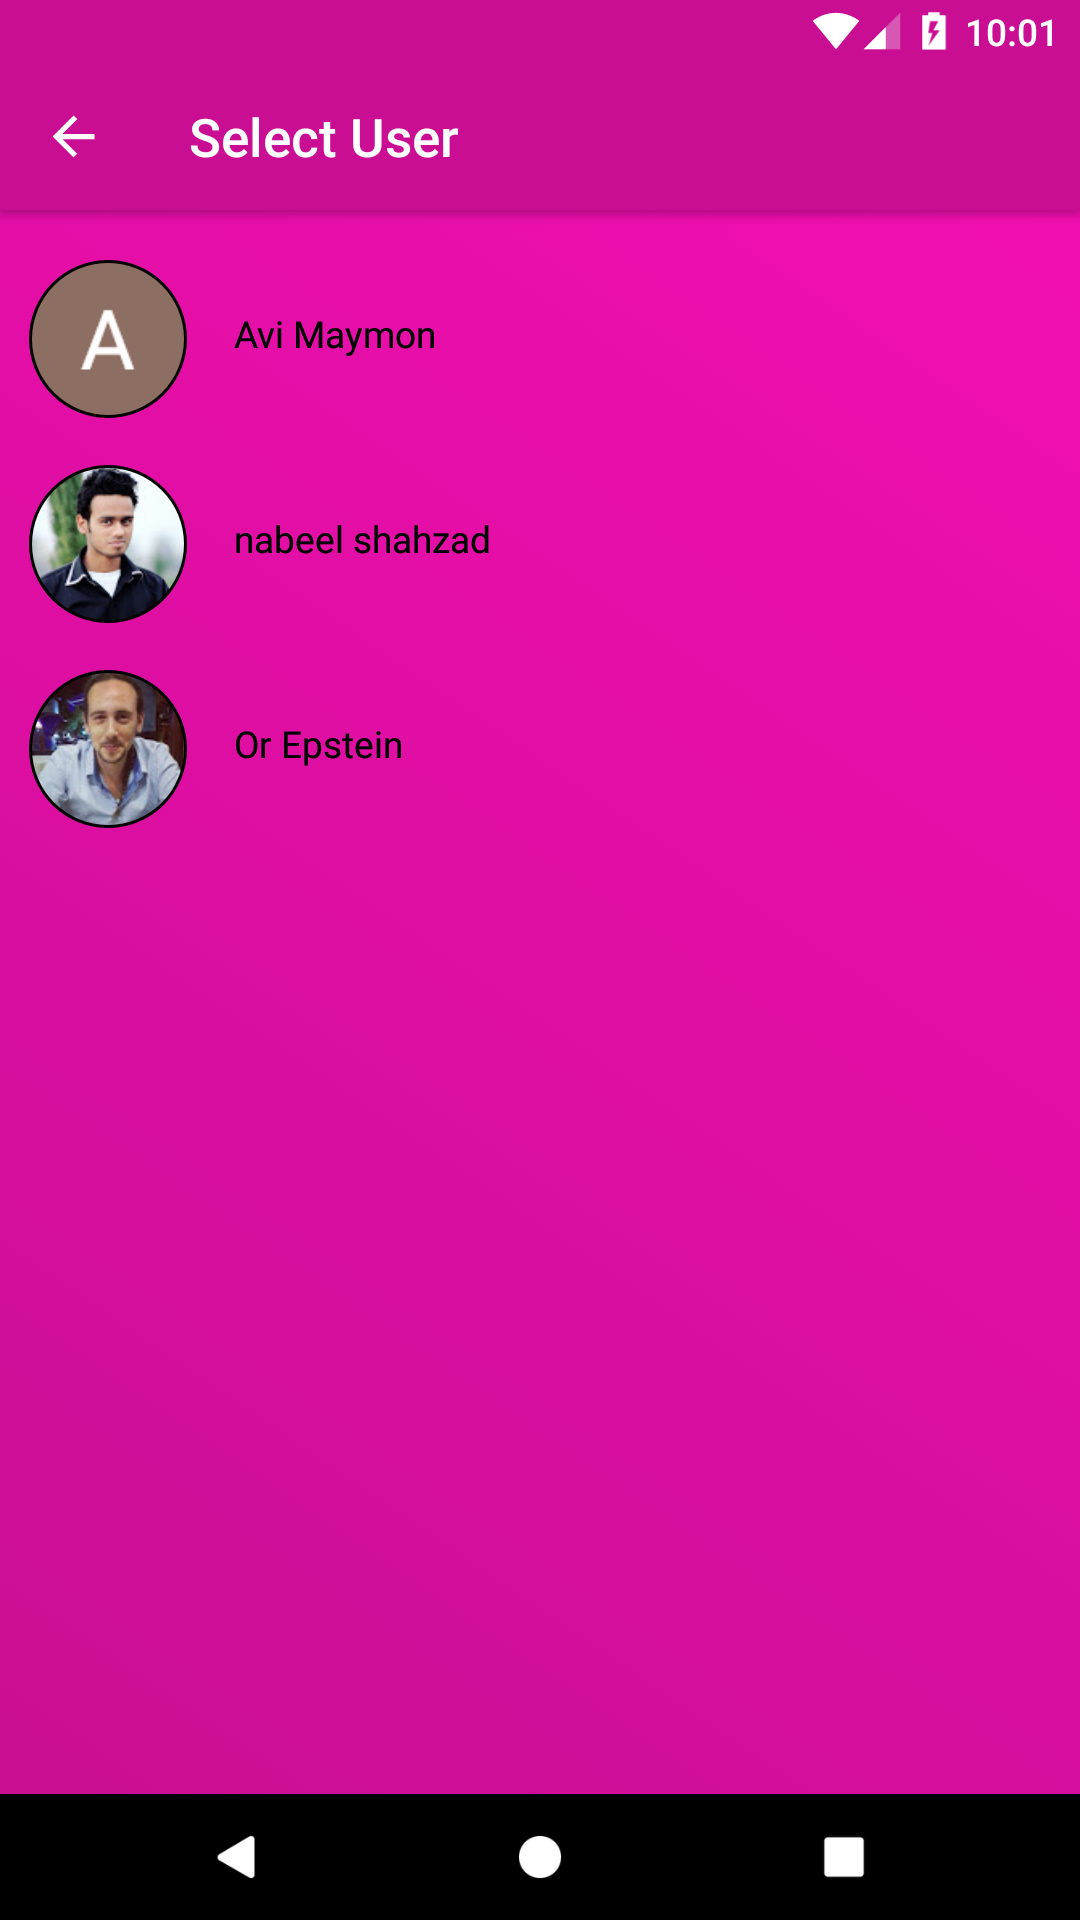 10:01
Select User
A
Avi Maymon
nabeel shahzad
Or Epstein